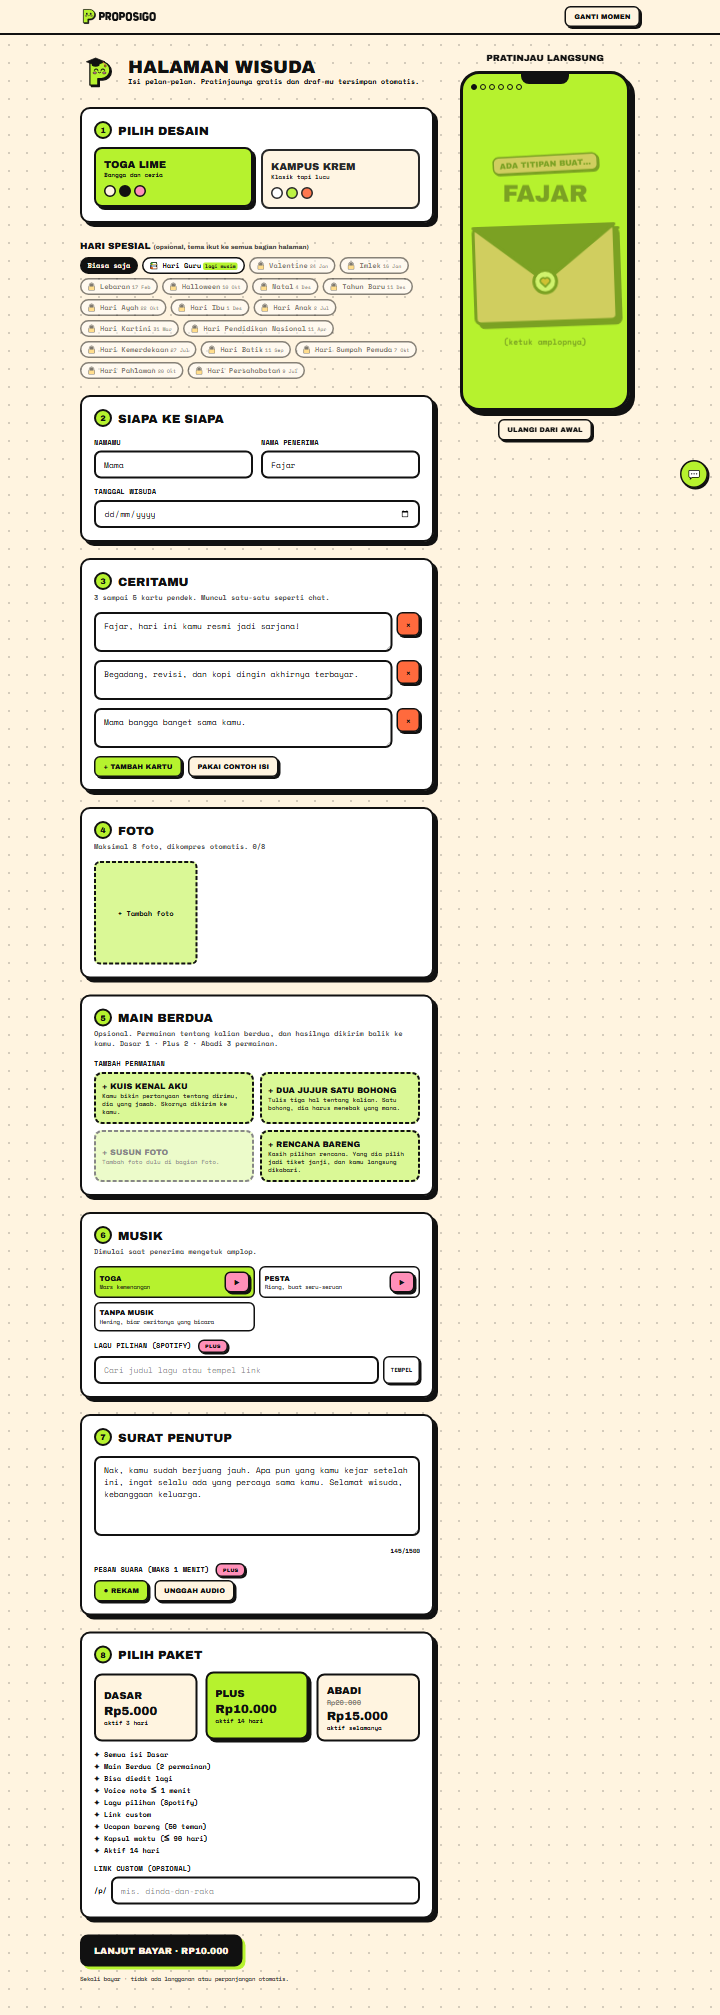 PROPOSIGO
GANTI MOMEN
HALAMAN WISUDA
Isi pelan-pelan. Pratinjaunya gratis dan draf-mu tersimpan otomatis.
1 PILIH DESAIN
TOGA LIME
Bangga dan ceria
KAMPUS KREM
Klasik tapi lucu
HARI SPESIAL (opsional, tema ikut ke semua bagian halaman)
Biasa saja
Hari Guru lagi musim
Valentine
Imlek
Lebaran 17 Feb
Halloween
Natal
Tahun Baru
Hari Ayah
Hari Ibu
Hari Anak
Hari Kartini
Hari Pendidikan Nasional
Hari Kemerdekaan
Hari Batik
Hari Sumpah Pemuda
Hari Pahlawan
Hari Persahabatan
2 SIAPA KE SIAPA
NAMAMU
NAMA PENERIMA
Mama
Fajar
TANGGAL WISUDA
dd/mm/yyyy
3 CERITAMU
3 sampai 6 kartu pendek. Muncul satu-satu seperti chat.
Fajar, hari ini kamu resmi jadi sarjana!
×
Begadang, revisi, dan kopi dingin akhirnya terbayar.
×
Mama bangga banget sama kamu.
×
+ TAMBAH KARTU
PAKAI CONTOH ISI
4 FOTO
Maksimal 8 foto, dikompres otomatis. 0/8
+ Tambah foto
5 MAIN BERDUA
Opsional. Permainan tentang kalian berdua, dan hasilnya dikirim balik ke
kamu. Dasar 1 · Plus 2 · Abadi 3 permainan.
TAMBAH PERMAINAN
+ KUIS KENAL AKU
Kamu bikin pertanyaan tentang dirimu,
dia yang jawab. Skornya dikirim ke
kamu.
+ DUA JUJUR SATU BOHONG
Tulis tiga hal tentang kalian. Satu
bohong, dia harus menebak yang mana.
+ SUSUN FOTO
Tambah foto dulu di bagian Foto.
+ RENCANA BARENG
Kasih pilihan rencana. Yang dia pilih
jadi tiket janji, dan kamu langsung
dikabari.
6 MUSIK
Dimulai saat penerima mengetuk amplop.
TOGA
Mars kemenangan
PESTA
Riang, buat seru-seruan
TANPA MUSIK
Hening, biar ceritanya yang bicara
LAGU PILIHAN (SPOTIFY) PLUS
Cari judul lagu atau tempel link
TEMPEL
7 SURAT PENUTUP
Nak, kamu sudah berjuang jauh. Apa pun yang kamu kejar setelah
ini, ingat selalu ada yang percaya sama kamu. Selamat wisuda,
kebanggaan keluarga.
145/1500
PESAN SUARA (MAKS 1 MENIT) PLUS
● REKAM
UNGGAH AUDIO
8 PILIH PAKET
DASAR
Rp5.000
aktif 3 hari
PLUS
Rp10.000
aktif 14 hari
ABADI
Rp20.000
Rp15.000
aktif selamanya
✦ Semua isi Dasar
✦ Main Berdua (2 permainan)
✦ Bisa diedit lagi
✦ Voice note ≤ 1 menit
✦ Lagu pilihan (Spotify)
✦ Link custom
✦ Ucapan bareng (50 teman)
✦ Kapsul waktu (≤ 90 hari)
✦ Aktif 14 hari
LINK CUSTOM (OPSIONAL)
/p/ mis. dinda-dan-raka
LANJUT BAYAR · RP10.000
Sekali bayar · tidak ada langganan atau perpanjangan otomatis.
PRATINJAU LANGSUNG
ADA TITIPAN BUAT...
FAJAR
(ketuk amplopnya)
ULANGI DARI AWAL